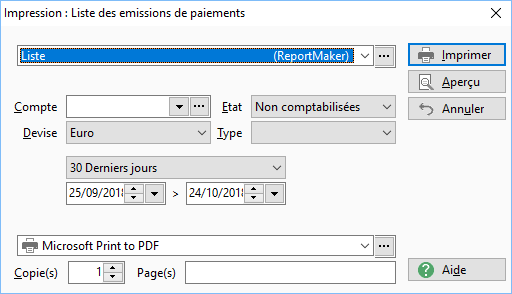 Impression : Liste des emissions de paiements
Liste (ReportMaker) ...
Imprimer
Aperçu
Compte ... Etat Non comptabilisées
Annuler
Devise Euro Type
30 Derniers jours
25/09/2018 > 24/10/2018
Microsoft Print to PDF ...
Copie(s) 1 Page(s)
Aide